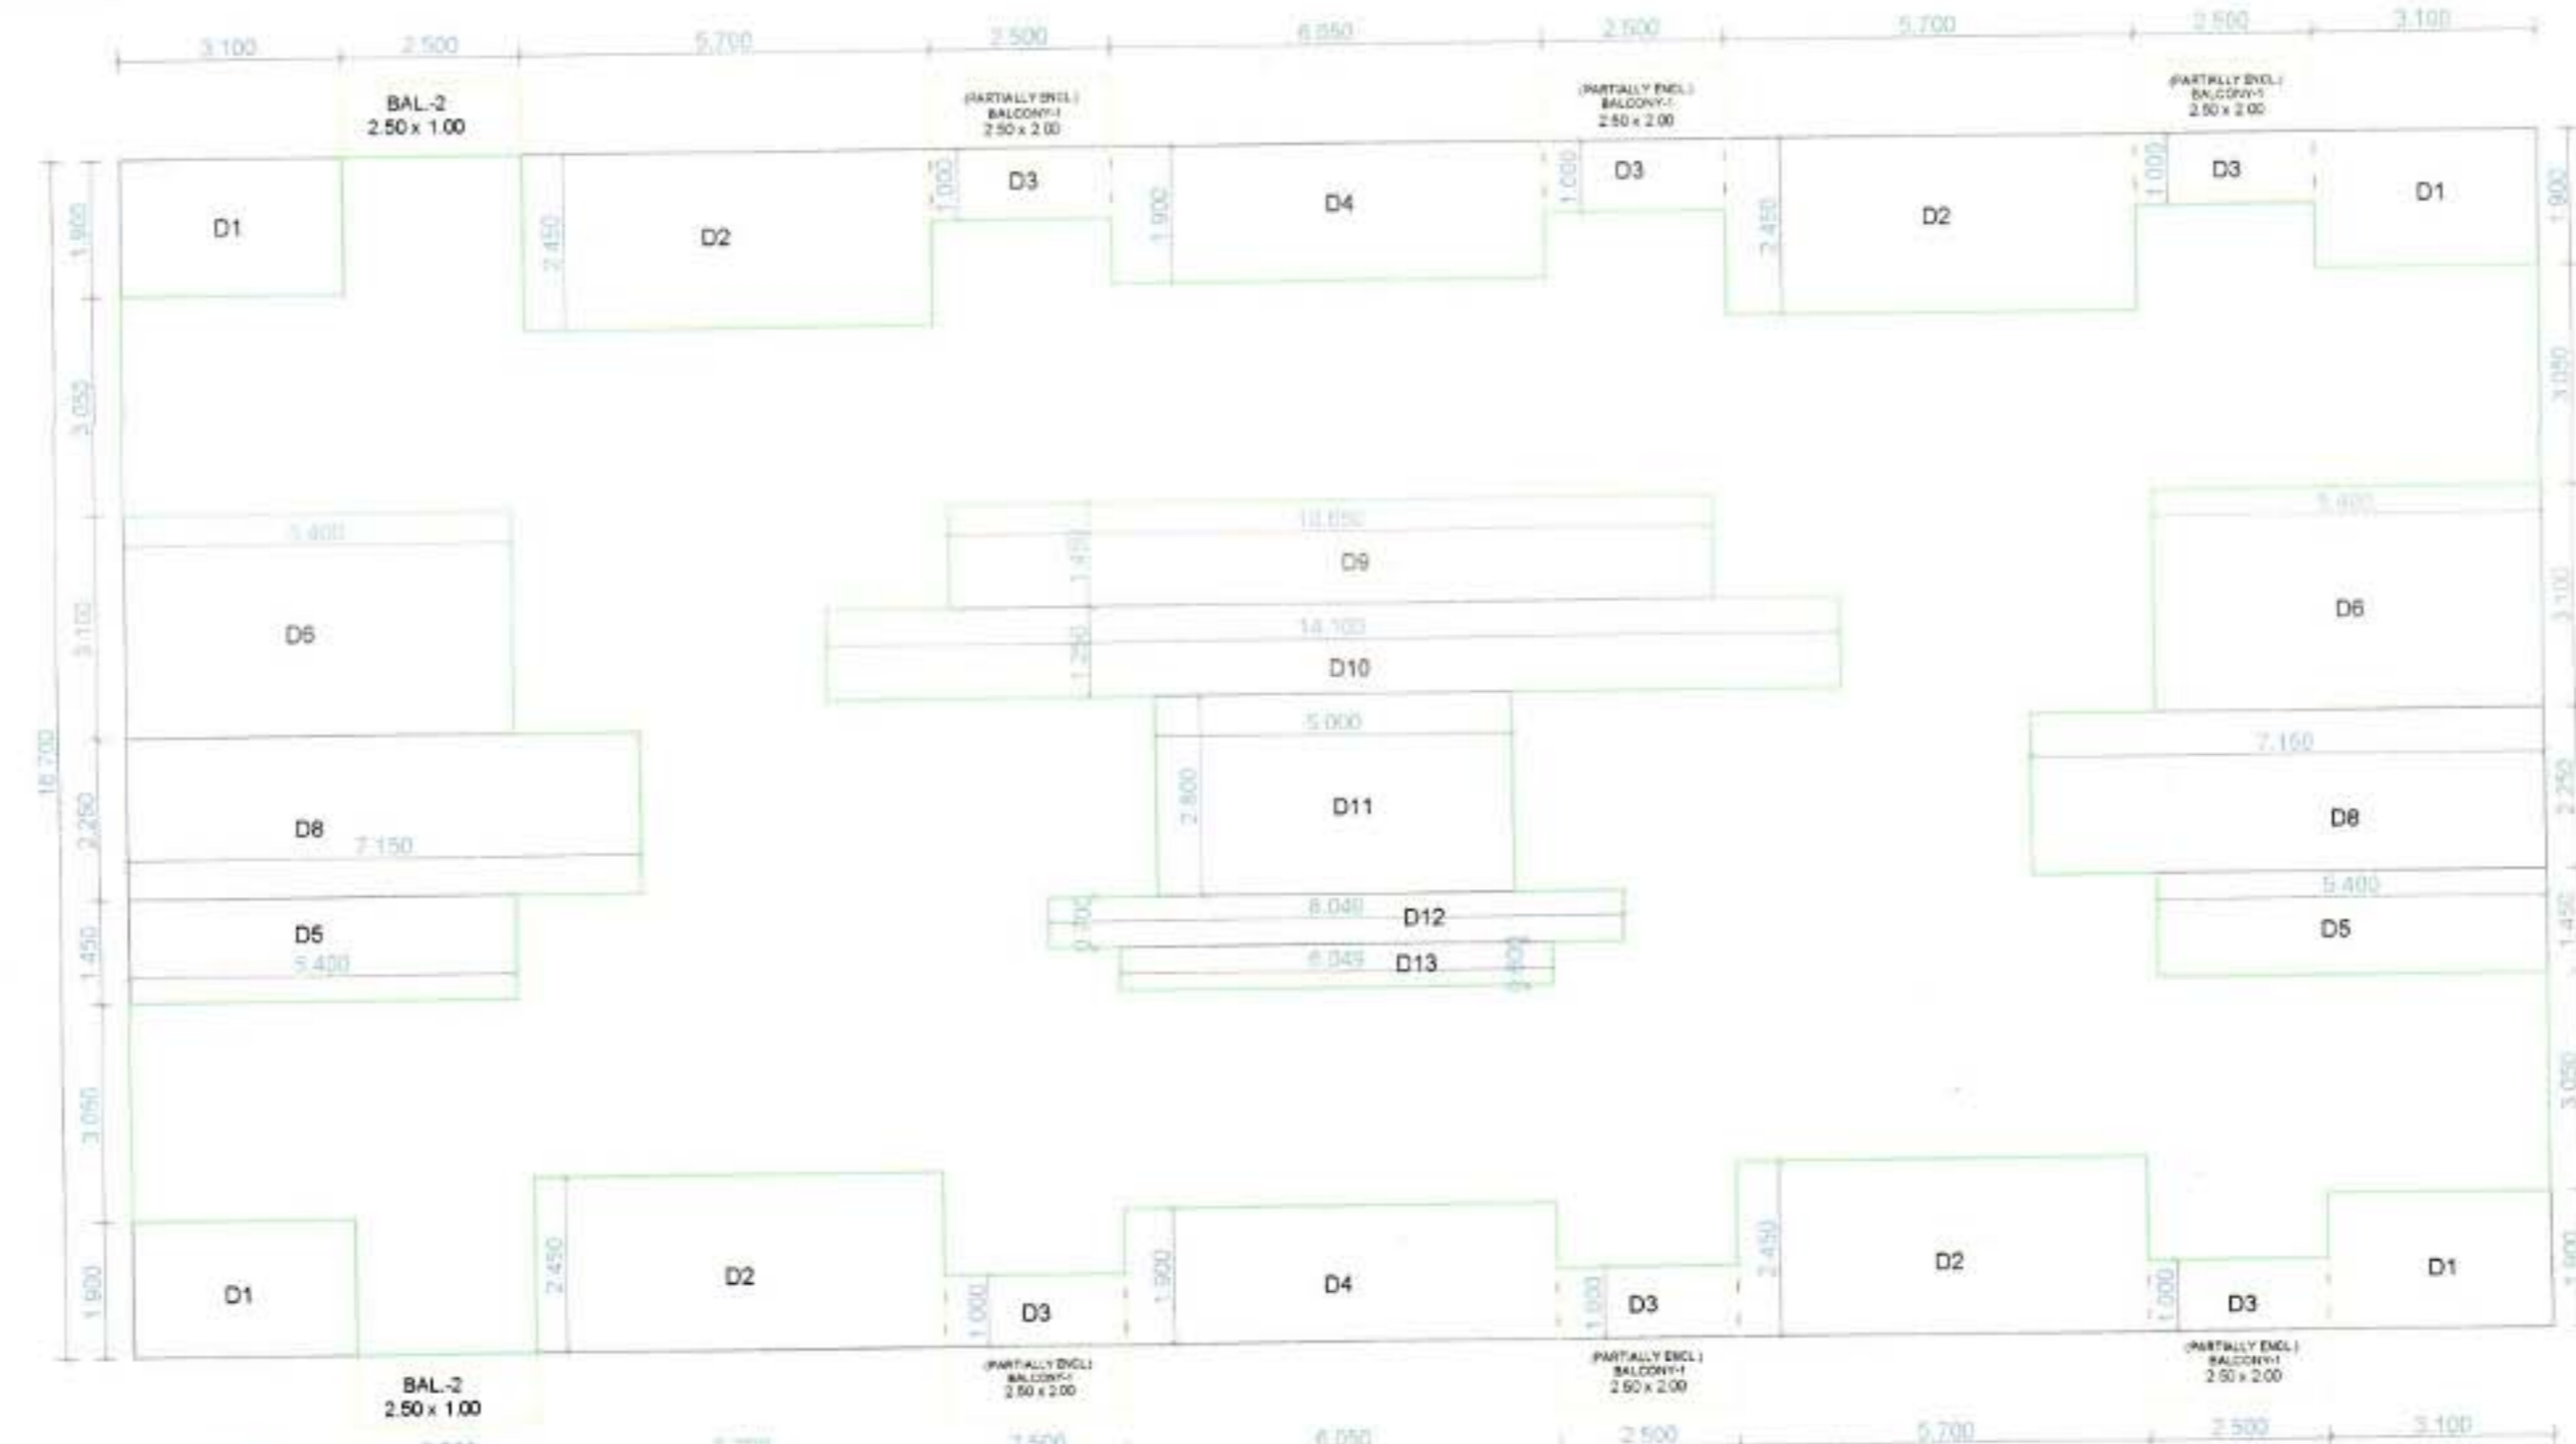 3.100 2.500 5.700 2.500 6.050 2.500 5.700 2.500 3.100
BAL.-2
2.50 x 1.00
(PARTIALLY ENCL.)
BALCONY-1
2.50 x 2.00
(PARTIALLY ENCL.)
BALCONY-1
2.50 x 2.00
(PARTIALLY ENCL.)
BALCONY-1
2.50 x 2.00
1.900 D1 2.450 D2 1.000 D3 1.900 D4 1.000 D3 2.450 D2 1.000 D3 D1 1.900
3.050 3.050
5.400 10.650 5.400
1.450 D9
3.100 D6 14.100 D6 3.100
1.250 D10
5.000 7.150
16.700 2.250 D8 7.150 2.800 D11 D8 2.250
5.400
8.049 D12
1.450 D5 D5 1.450
5.400 6.049 D13
3.050 3.050
1.900 D1 2.450 D2 1.000 D3 1.900 D4 1.000 D3 2.450 D2 1.000 D3 D1 1.900
BAL.-2
2.50 x 1.00
(PARTIALLY ENCL.)
BALCONY-1
2.50 x 2.00
(PARTIALLY ENCL.)
BALCONY-1
2.50 x 2.00
(PARTIALLY ENCL.)
BALCONY-1
2.50 x 2.00
2.500 6.050 2.500 5.700 2.500 3.100